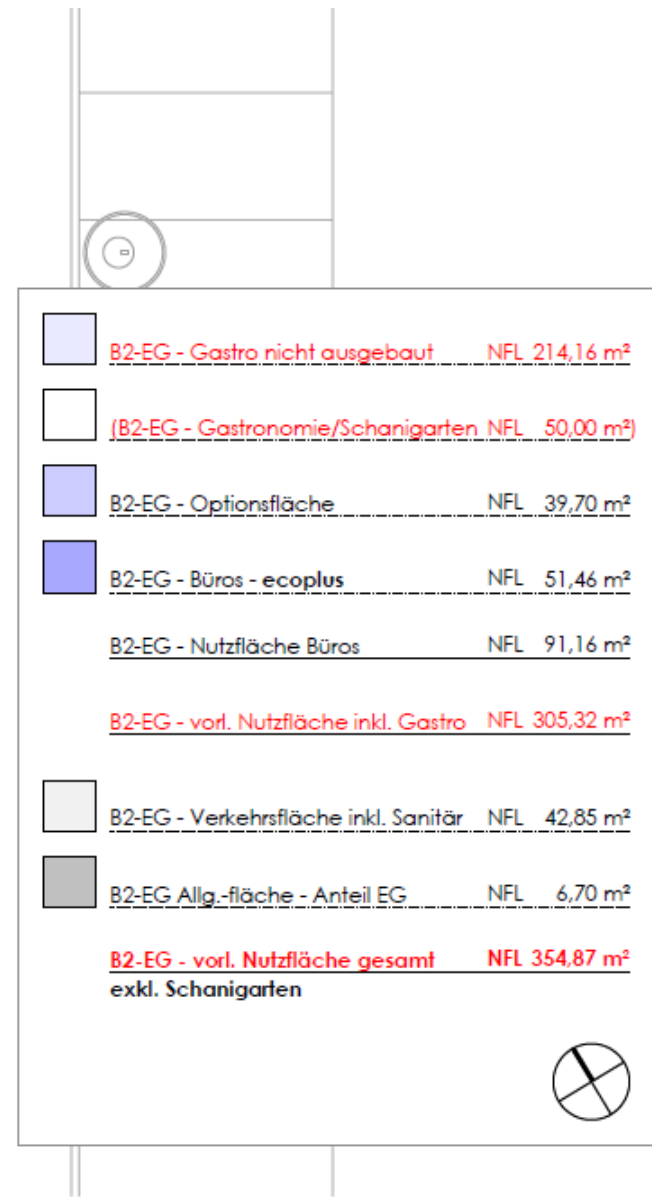 B2-EG - Gastro nicht ausgebaut NFL 214,16 m²
(B2-EG - Gastronomie/Schanigarten NFL 50,00 m²)
B2-EG - Optionsfläche NFL 39,70 m²
B2-EG - Büros - ecoplus NFL 51,46 m²
B2-EG - Nutzfläche Büros NFL 91,16 m²
B2-EG - vorl. Nutzfläche inkl. Gastro NFL 305,32 m²
B2-EG - Verkehrsfläche inkl. Sanitär NFL 42,85 m²
B2-EG Allg.-fläche - Anteil EG NFL 6,70 m²
B2-EG - vorl. Nutzfläche gesamt NFL 354,87 m²
exkl. Schanigarten